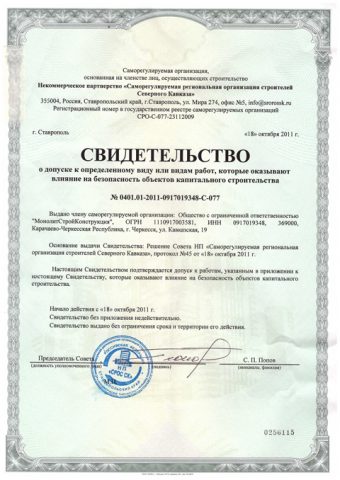 Саморегулируемая организация,
основанная на членстве лиц, осуществляющих строительство
Некоммерческое партнерство «Саморегулируемая региональная организация строителей
Северного Кавказа»
355004, Россия, Ставропольский край, г.Ставрополь, ул. Мира 274, офис №5, info@srorossk.ru
Регистрационный номер в государственном реестре
СРО-С-077-23112009
г. Ставрополь «18» октября 2011 г.
СВИДЕТЕЛЬСТВО
о допуске к определенному виду или видам работ, которые оказывают
влияние на безопасность объектов капитального строительства
№ 0401.01-2011-0917019348-С-077
Выдано члену саморегулируемой организации: Общество с ограниченной ответственностью
"МонолитСтройКонструкция", ОГРН 1110917003581, ИНН 0917019348, 369000,
Карачаево-Черкесская Республика, г. Черкесск, ул. Кавказская, 19
Основание выдачи Свидетельства: Решение Совета НП «Саморегулируемая региональная
организация строителей Северного Кавказа», протокол №45 от «18» октября 2011 г.
Настоящим Свидетельством подтверждается допуск к работам, указанным в приложении к
настоящему Свидетельству, которые оказывают влияние на безопасность объектов капитального
строительства.
Начало действия с «18» октября 2011 г.
Свидетельство без приложения недействительно.
Свидетельство выдано без ограничения срока и территории его действия.
Председатель Совета С. П. Попов
(должность уполномоченного (подпись) (инициалы, фамилия)
НП
"СРОС СК"
0256115